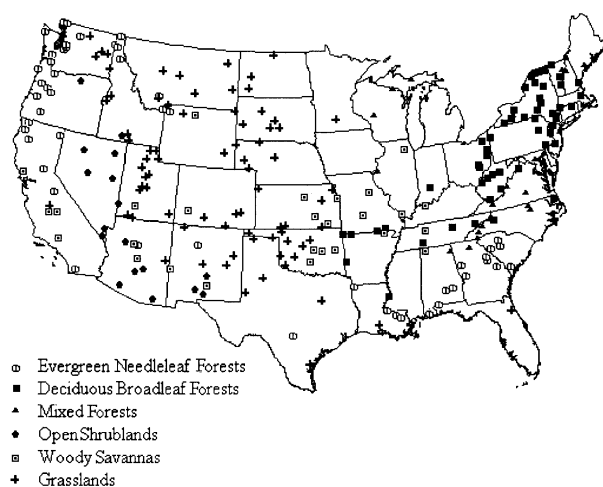 Evergreen Needleleaf Forests
Deciduous Broadleaf Forests
Mixed Forests
Open Shrublands
Woody Savannas
Grasslands